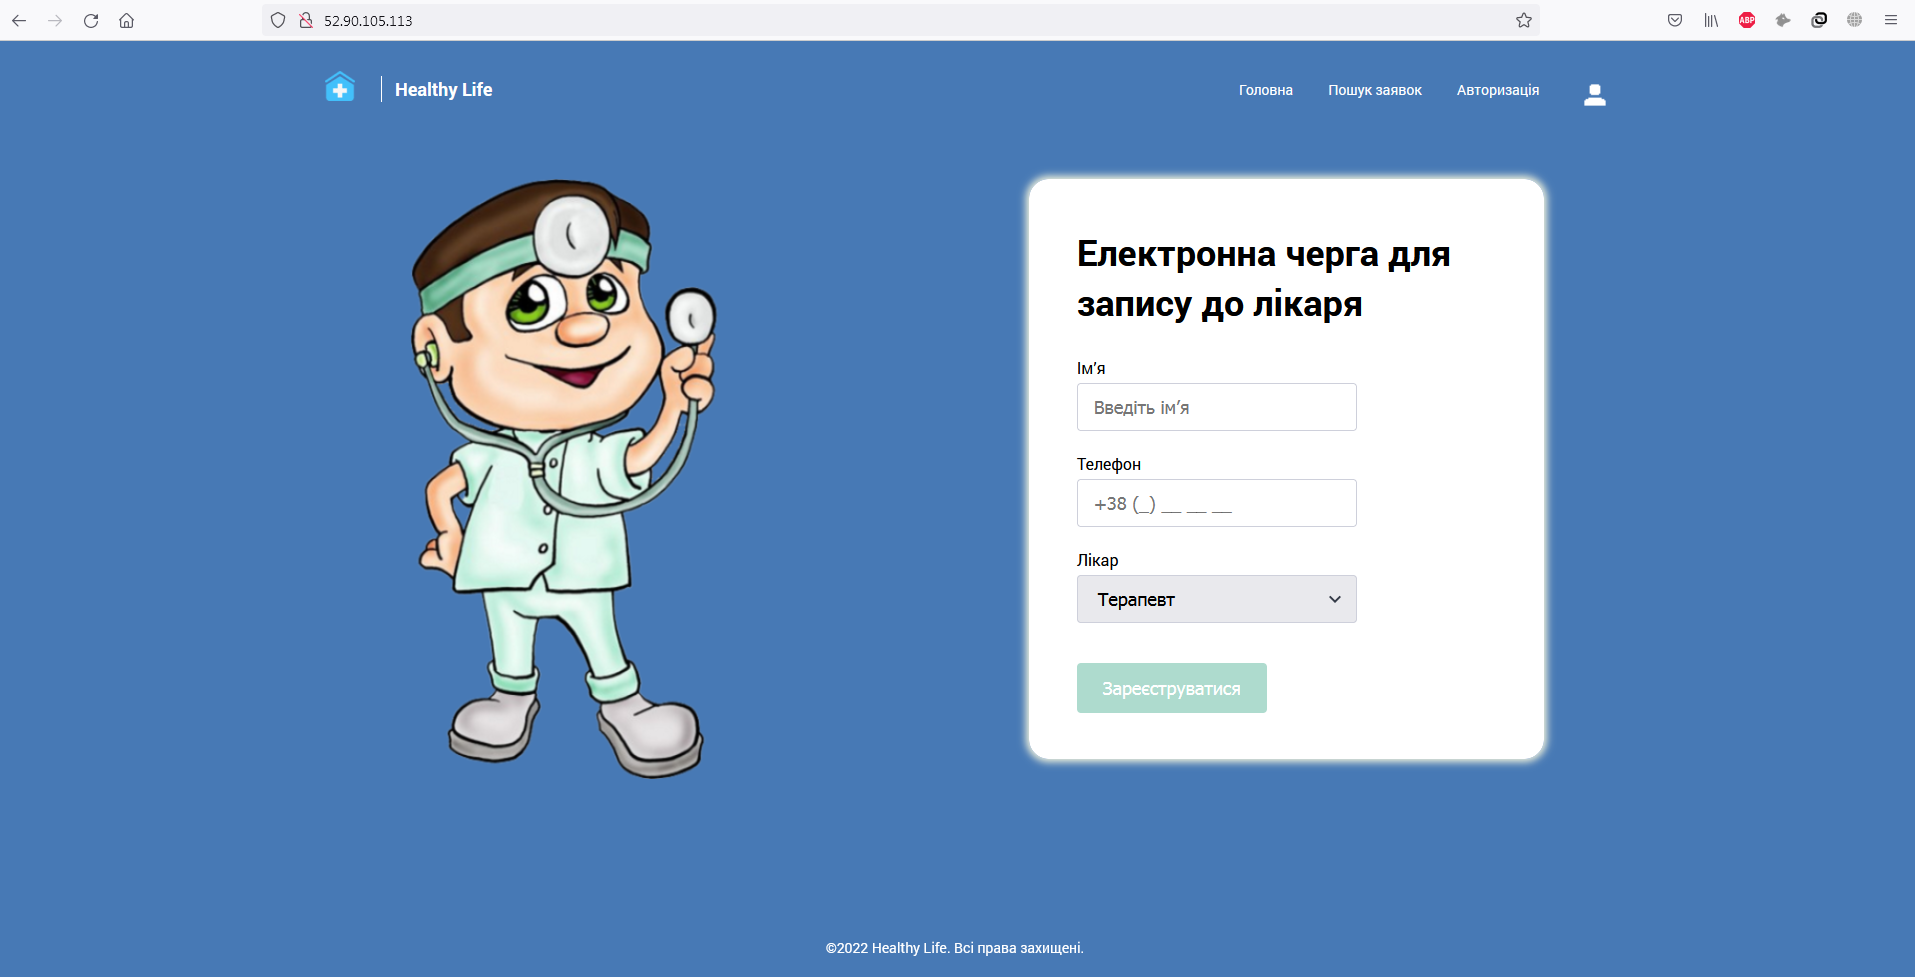 52.90.105.113
ABP
Healthy Life
Головна
Пошук заявок
Авторизація
Електронна черга для
запису до лікаря
Ім’я
Введіть ім’я
Телефон
+38 (_) __ __ __
Лікар
Терапевт
Зареєструватися
©2022 Healthy Life. Всі права захищені.